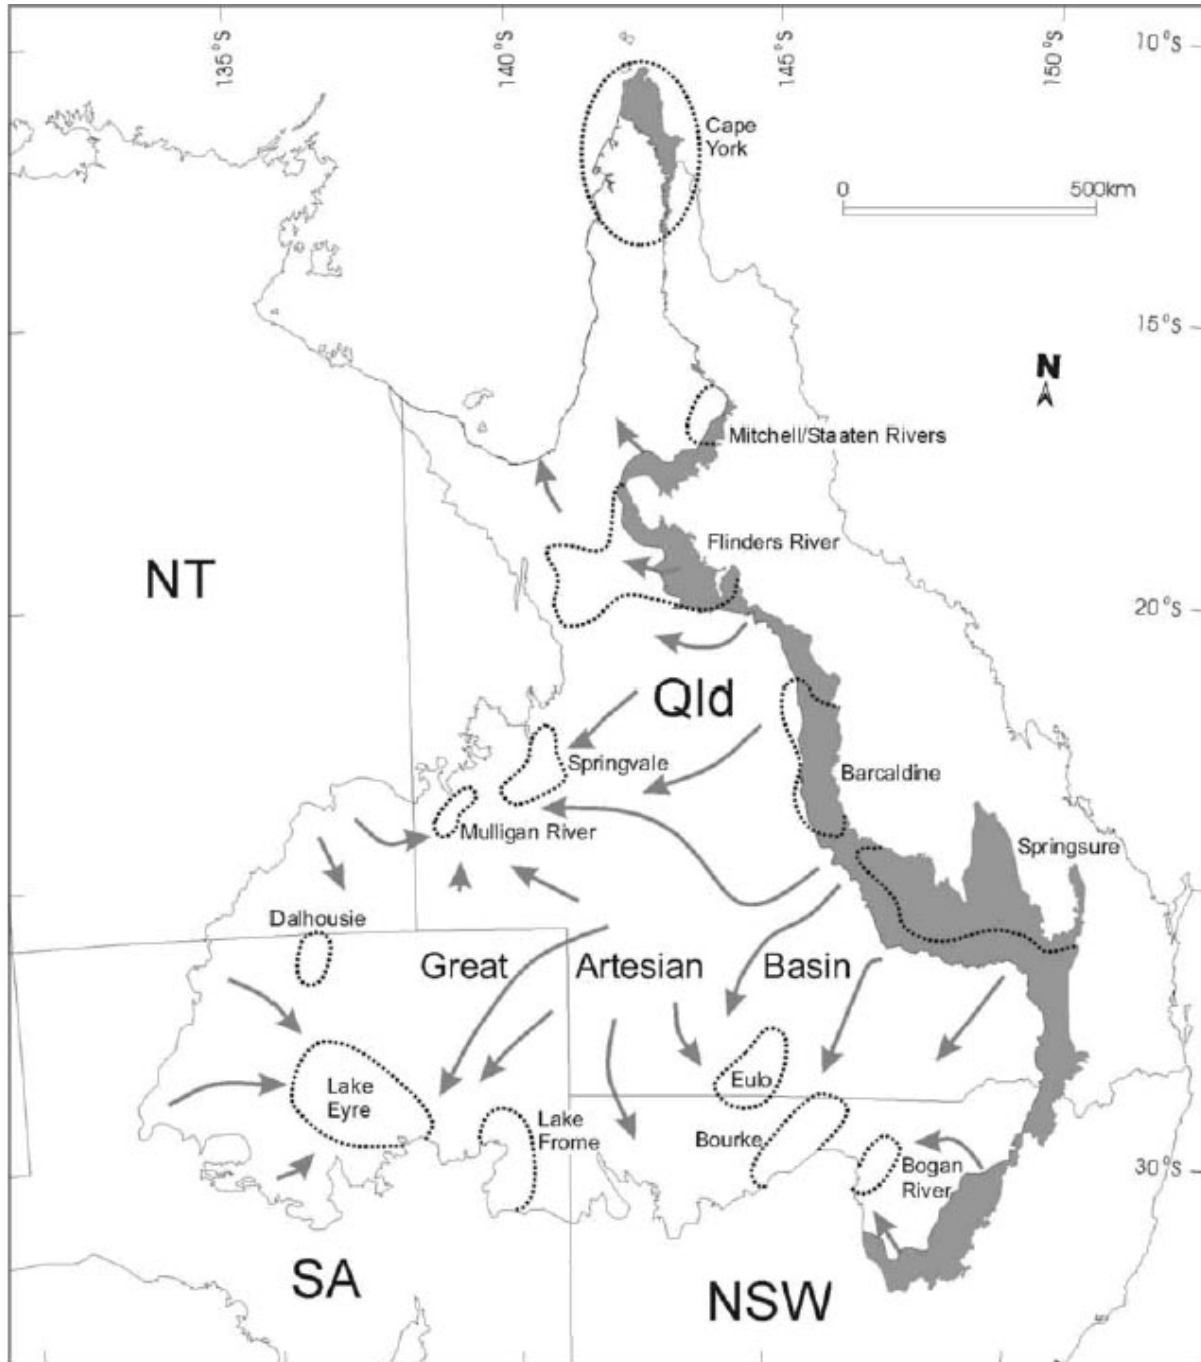 135°S
140°S
145°S
150°S
10°S
Cape
York
0
500km
15°S
N
Mitchell/Staaten Rivers
Flinders River
NT
20°S
Qld
Springvale
Barcaldine
Mulligan River
Springsure
Dalhousie
Great
Artesian
Basin
Lake
Eyre
Eulo
Lake
Frome
Bourke
Bogan
River
30°S
SA
NSW